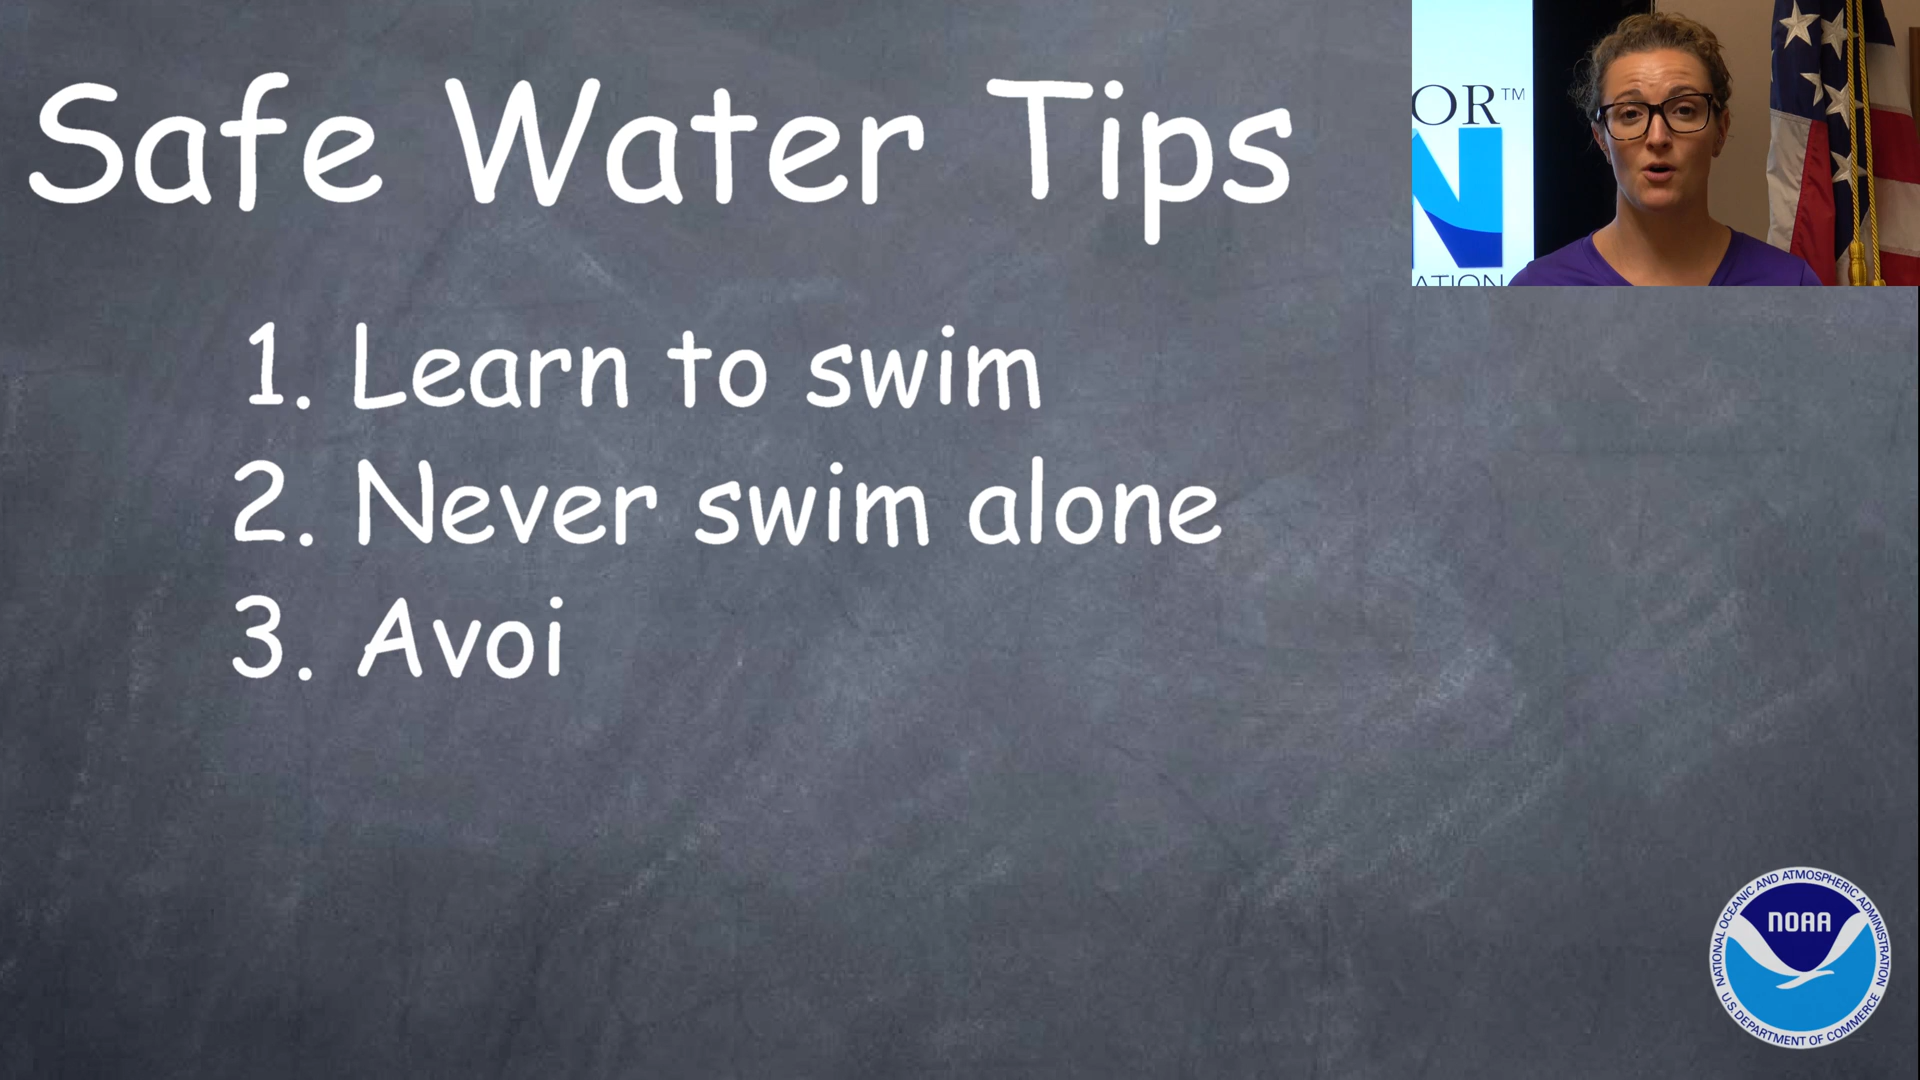 Safe Water Tips
OR™
N
ATION
1. Learn to swim
2. Never swim alone
3. Avoi
NATIONAL OCEANIC AND ATMOSPHERIC ADMINISTRATION
NOAA
U.S. DEPARTMENT OF COMMERCE